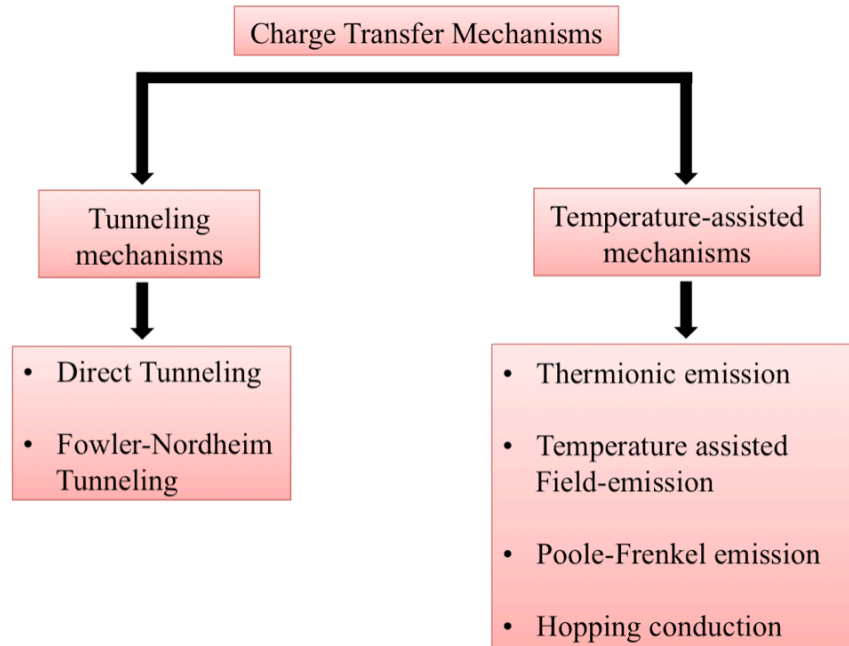 Charge Transfer Mechanisms
Tunneling
mechanisms
Temperature-assisted
mechanisms
• Direct Tunneling
• Fowler-Nordheim
Tunneling
• Thermionic emission
• Temperature assisted
Field-emission
• Poole-Frenkel emission
• Hopping conduction